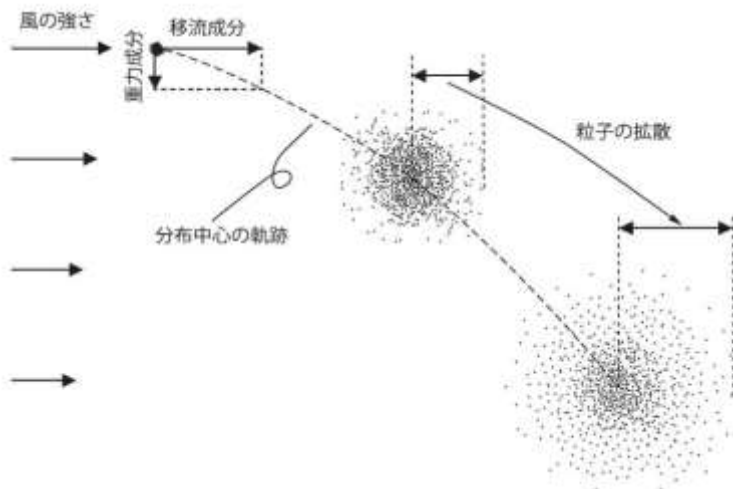 風の強さ
移流成分
重力成分
粒子の拡散
分布中心の軌跡